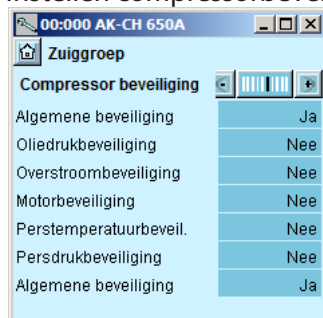 00:000 AK-CH 650A
Zuiggroep
Compressor beveiliging
Algemene beveiliging Ja
Oliedrukbeveiliging Nee
Overstroombeveiliging Nee
Motorbeveiliging Nee
Perstemperatuurbeveil. Nee
Persdrukbeveiliging Nee
Algemene beveiliging Ja